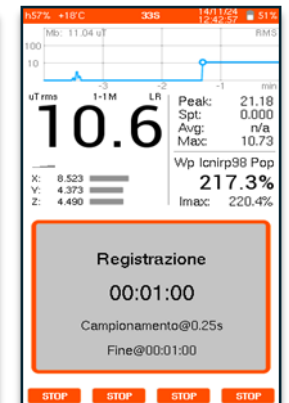 h57% +18°C 33S 14/11/24 12:42:57 51%
Mb: 11.04 uT RMS
100
10
-3 -2 -1 min
uT rms 1-1M LR
10.6
Peak: 21.18
Spt: 0.000
Avg: n/a
Max: 10.73
Wp Icnirp98 Pop
217.3%
Imax: 220.4%
X: 8.523
Y: 4.373
Z: 4.490
Registrazione
00:01:00
Campionamento@0.25s
Fine@00:01:00
STOP STOP STOP STOP